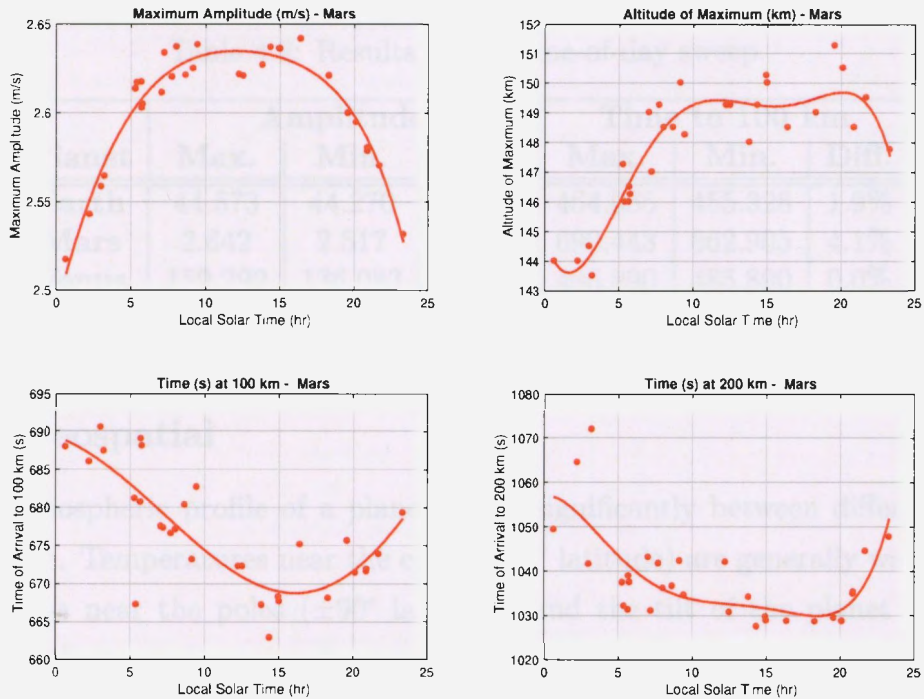 Maximum Amplitude (m/s) - Mars
2.65
2.6
2.55
2.5
Maximum Amplitude (m/s)
0 5 10 15 20 25
Local Solar Time (hr)
Altitude of Maximum (km) - Mars
152
151
150
149
148
147
146
145
144
143
Altitude of Maximum (km)
0 5 10 15 20 25
Local Solar Time (hr)
Time (s) at 100 km - Mars
695
690
685
680
675
670
665
660
Time of Arrival to 100 km (s)
0 5 10 15 20 25
Local Solar Time (hr)
Time (s) at 200 km - Mars
1080
1070
1060
1050
1040
1030
1020
Time of Arrival to 200 km (s)
0 5 10 15 20 25
Local Solar Time (hr)